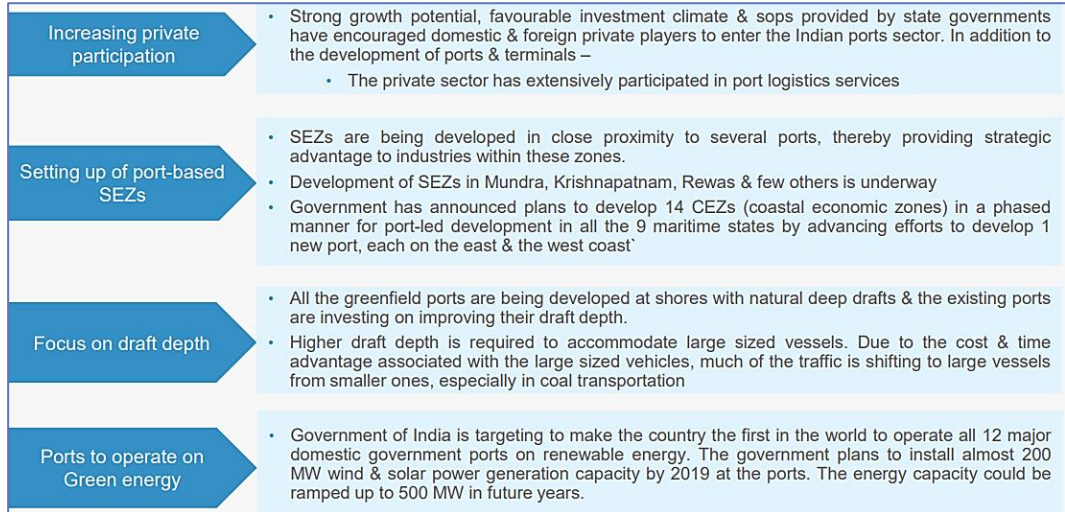 Increasing private
participation
• Strong growth potential, favourable investment climate & sops provided by state governments
have encouraged domestic & foreign private players to enter the Indian ports sector. In addition to
the development of ports & terminals –
• The private sector has extensively participated in port logistics services
Setting up of port-based
SEZs
• SEZs are being developed in close proximity to several ports, thereby providing strategic
advantage to industries within these zones.
• Development of SEZs in Mundra, Krishnapatnam, Rewas & few others is underway
• Government has announced plans to develop 14 CEZs (coastal economic zones) in a phased
manner for port-led development in all the 9 maritime states by advancing efforts to develop 1
new port, each on the east & the west coast`
Focus on draft depth
• All the greenfield ports are being developed at shores with natural deep drafts & the existing ports
are investing on improving their draft depth.
• Higher draft depth is required to accommodate large sized vessels. Due to the cost & time
advantage associated with the large sized vehicles, much of the traffic is shifting to large vessels
from smaller ones, especially in coal transportation
Ports to operate on
Green energy
• Government of India is targeting to make the country the first in the world to operate all 12 major
domestic government ports on renewable energy. The government plans to install almost 200
MW wind & solar power generation capacity by 2019 at the ports. The energy capacity could be
ramped up to 500 MW in future years.